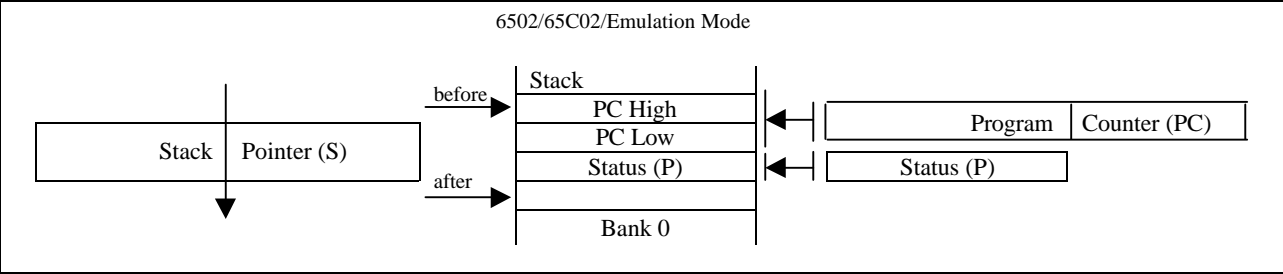 6502/65C02/Emulation Mode
Stack
before
PC High
Program Counter (PC)
PC Low
Stack Pointer (S)
Status (P)
Status (P)
after
Bank 0